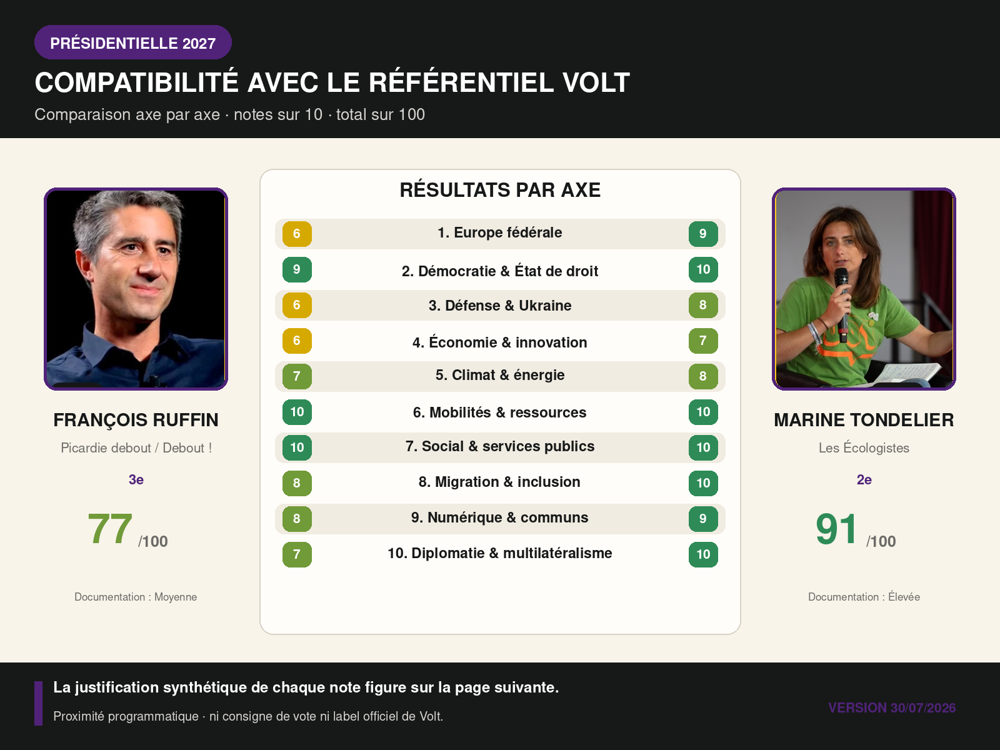 PRÉSIDENTIELLE 2027
COMPATIBILITÉ AVEC LE RÉFÉRENTIEL VOLT
Comparaison axe par axe · notes sur 10 · total sur 100
RÉSULTATS PAR AXE
6 1. Europe fédérale 9
9 2. Démocratie & État de droit 10
6 3. Défense & Ukraine 8
6 4. Économie & innovation 7
7 5. Climat & énergie 8
10 6. Mobilités & ressources 10
10 7. Social & services publics 10
8 8. Migration & inclusion 10
8 9. Numérique & communs 9
7 10. Diplomatie & multilatéralisme 10
FRANÇOIS RUFFIN
Picardie debout / Debout !
3e
77 /100
Documentation : Moyenne
MARINE TONDELIER
Les Écologistes
2e
91 /100
Documentation : Élevée
La justification synthétique de chaque note figure sur la page suivante.
Proximité programmatique · ni consigne de vote ni label officiel de Volt.
VERSION 30/07/2026